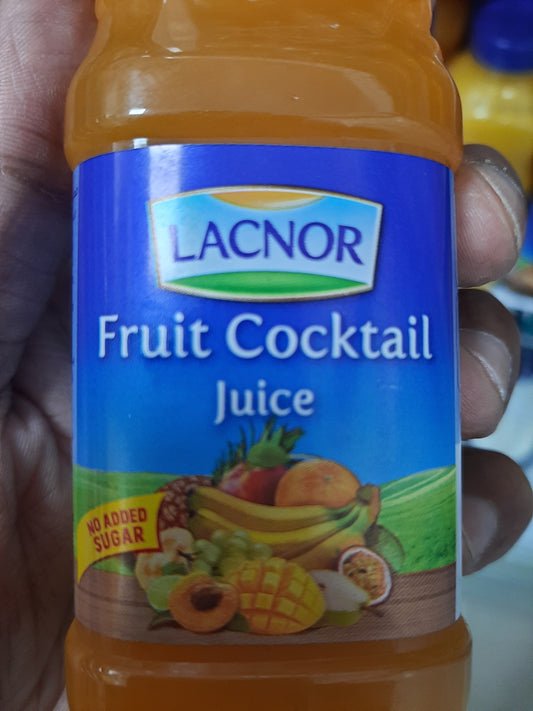 LACNOR
Fruit Cocktail
Juice
NO ADDED
SUGAR